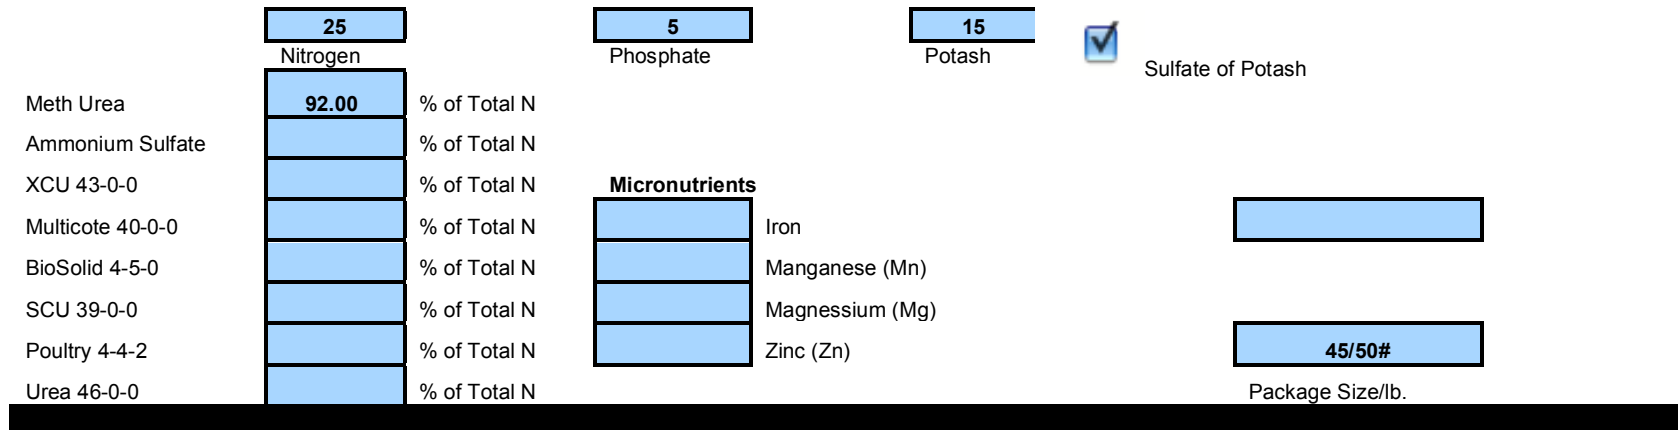 25 5 15
Nitrogen Phosphate Potash
Sulfate of Potash
Meth Urea 92.00 % of Total N
Ammonium Sulfate % of Total N
XCU 43-0-0 % of Total N Micronutrients
Multicote 40-0-0 % of Total N Iron
BioSolid 4-5-0 % of Total N Manganese (Mn)
SCU 39-0-0 % of Total N Magnessium (Mg)
Poultry 4-4-2 % of Total N Zinc (Zn) 45/50#
Urea 46-0-0 % of Total N Package Size/lb.